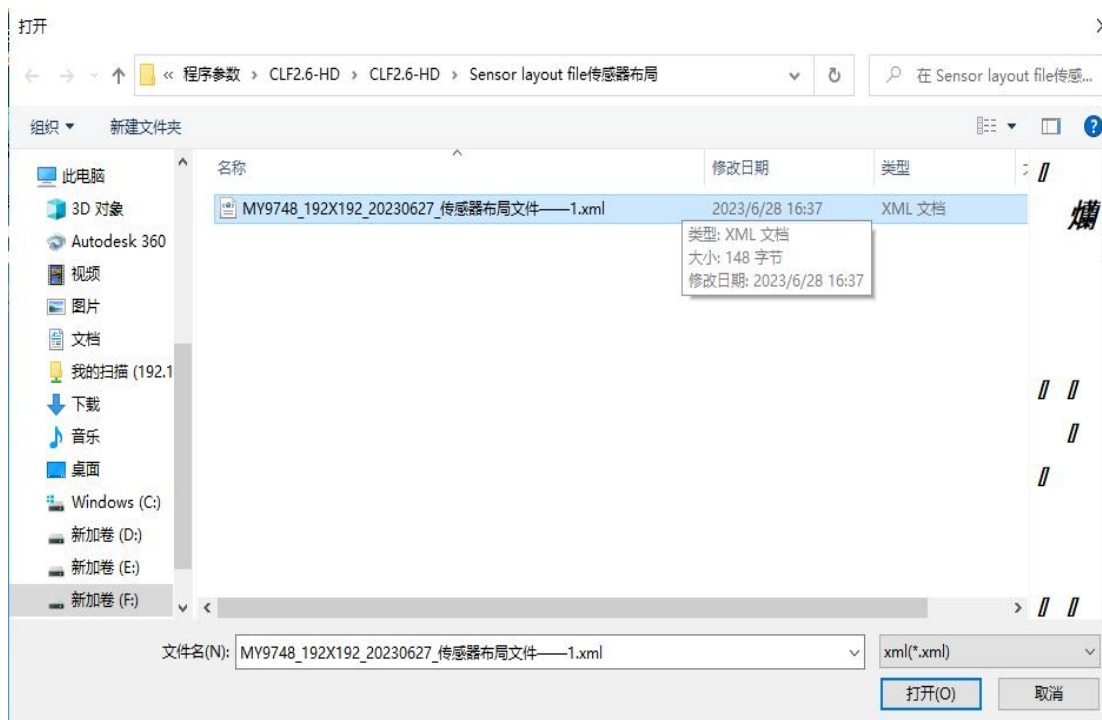 打开
« 程序参数 › CLF2.6-HD › CLF2.6-HD › Sensor layout file传感器布局
在 Sensor layout file传感...
组织 新建文件夹
名称 修改日期 类型
MY9748_192X192_20230627_传感器布局文件——1.xml 2023/6/28 16:37 XML 文档
类型: XML 文档
大小: 148 字节
修改日期: 2023/6/28 16:37
此电脑
3D 对象
Autodesk 360
视频
图片
文档
我的扫描 (192.1
下载
音乐
桌面
Windows (C:)
新加卷 (D:)
新加卷 (E:)
新加卷 (F:)
爛
文件名(N): MY9748_192X192_20230627_传感器布局文件——1.xml xml(*.xml)
打开(O) 取消